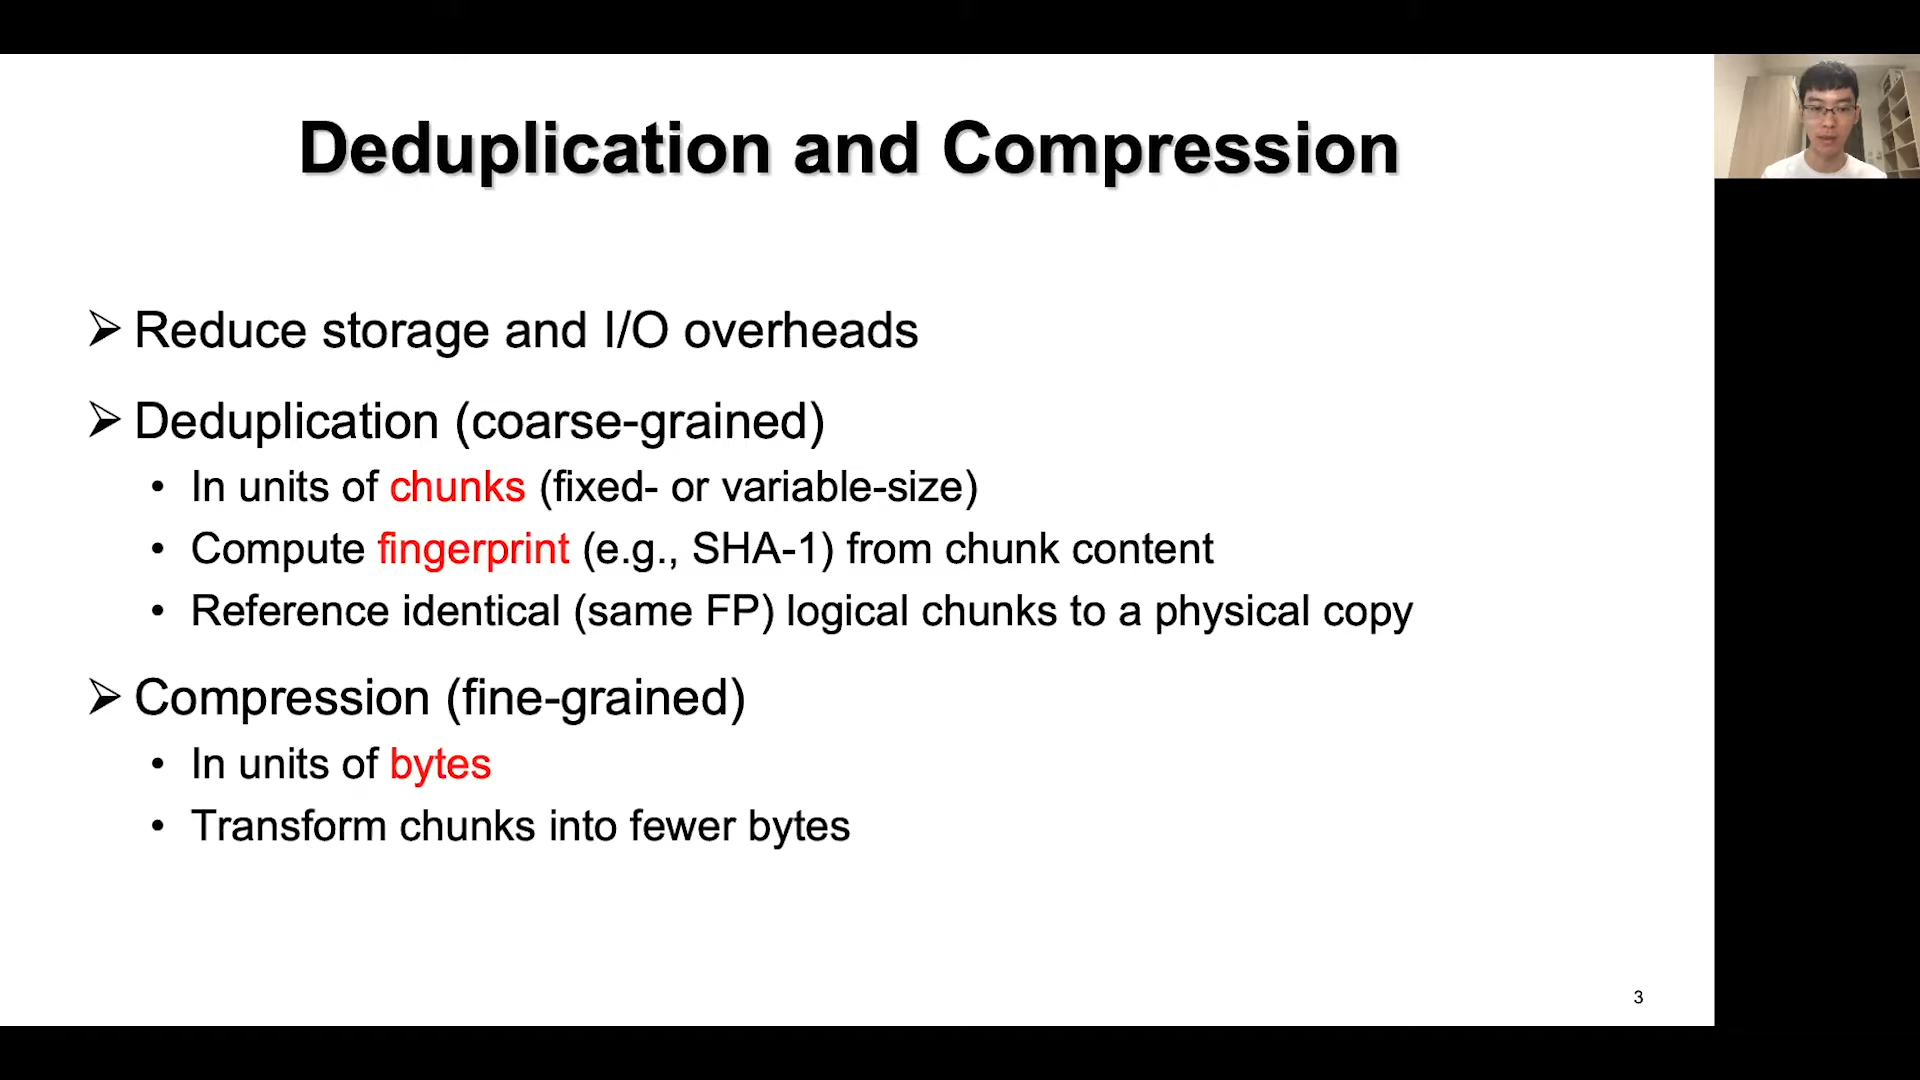 Deduplication and Compression
➢ Reduce storage and I/O overheads
➢ Deduplication (coarse-grained)
• In units of chunks (fixed- or variable-size)
• Compute fingerprint (e.g., SHA-1) from chunk content
• Reference identical (same FP) logical chunks to a physical copy
➢ Compression (fine-grained)
• In units of bytes
• Transform chunks into fewer bytes
3